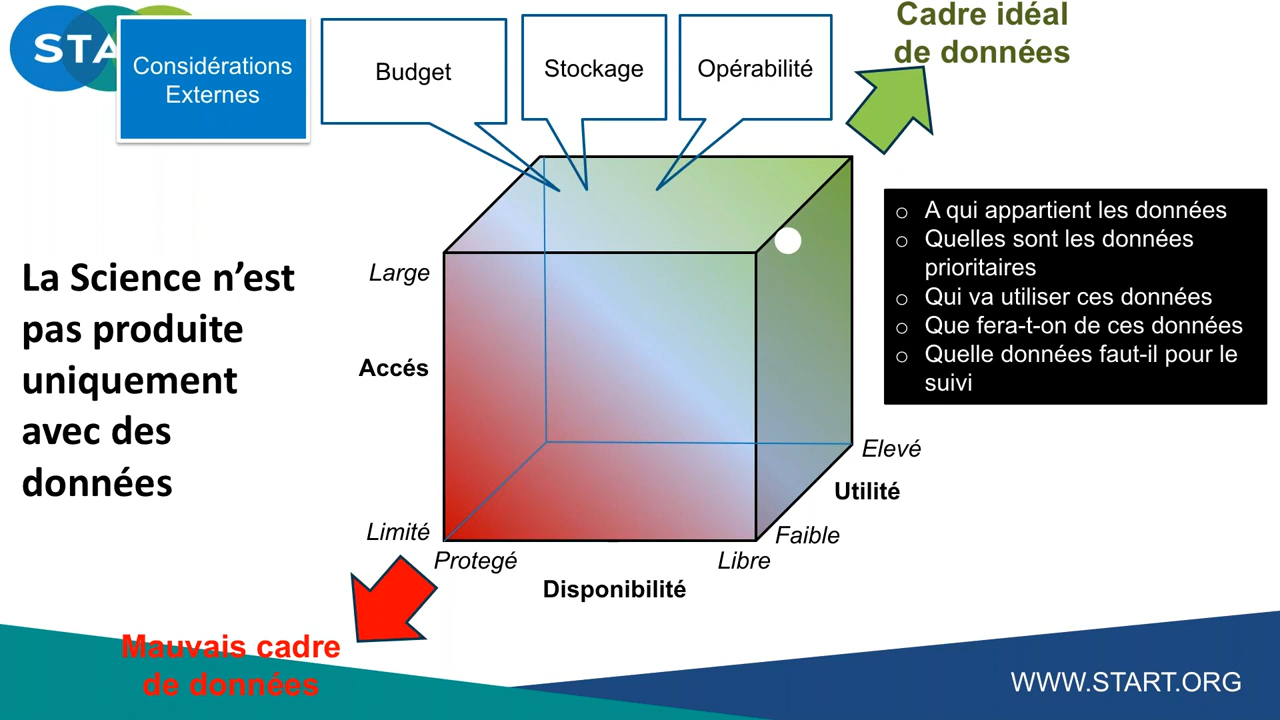 STA
Considérations
Externes
Budget
Stockage
Opérabilité
Cadre idéal
de données
La Science n’est
pas produite
uniquement
avec des
données
Large
Accés
Limité
Protegé
Libre
Disponibilité
Faible
Utilité
Elevé
o A qui appartient les données
o Quelles sont les données
prioritaires
o Qui va utiliser ces données
o Que fera-t-on de ces données
o Quelle données faut-il pour le
suivi
Mauvais cadre
de données
WWW.START.ORG